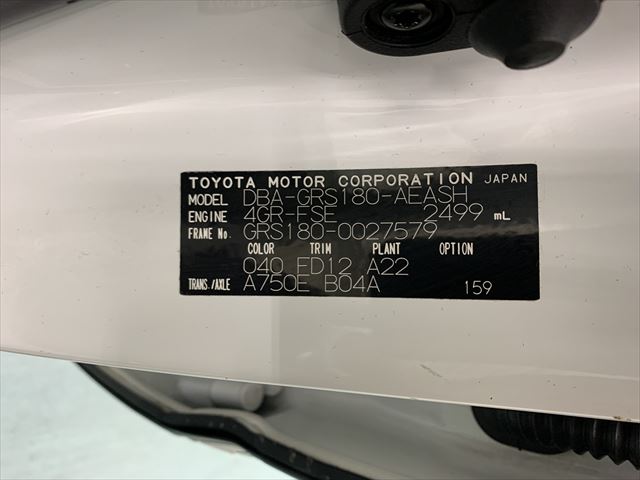 TOYOTA MOTOR CORPORATION JAPAN
MODEL DBA-GRS180-AEASH
ENGINE 4GR-FSE 2499 mL
FRAME No. GRS180-0027579
COLOR TRIM PLANT OPTION
040 FD12 A22
TRANS./AXLE A750E B04A 159